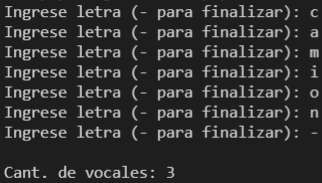 Ingrese letra (- para finalizar): c
Ingrese letra (- para finalizar): a
Ingrese letra (- para finalizar): m
Ingrese letra (- para finalizar): i
Ingrese letra (- para finalizar): o
Ingrese letra (- para finalizar): n
Ingrese letra (- para finalizar): -
Cant. de vocales: 3